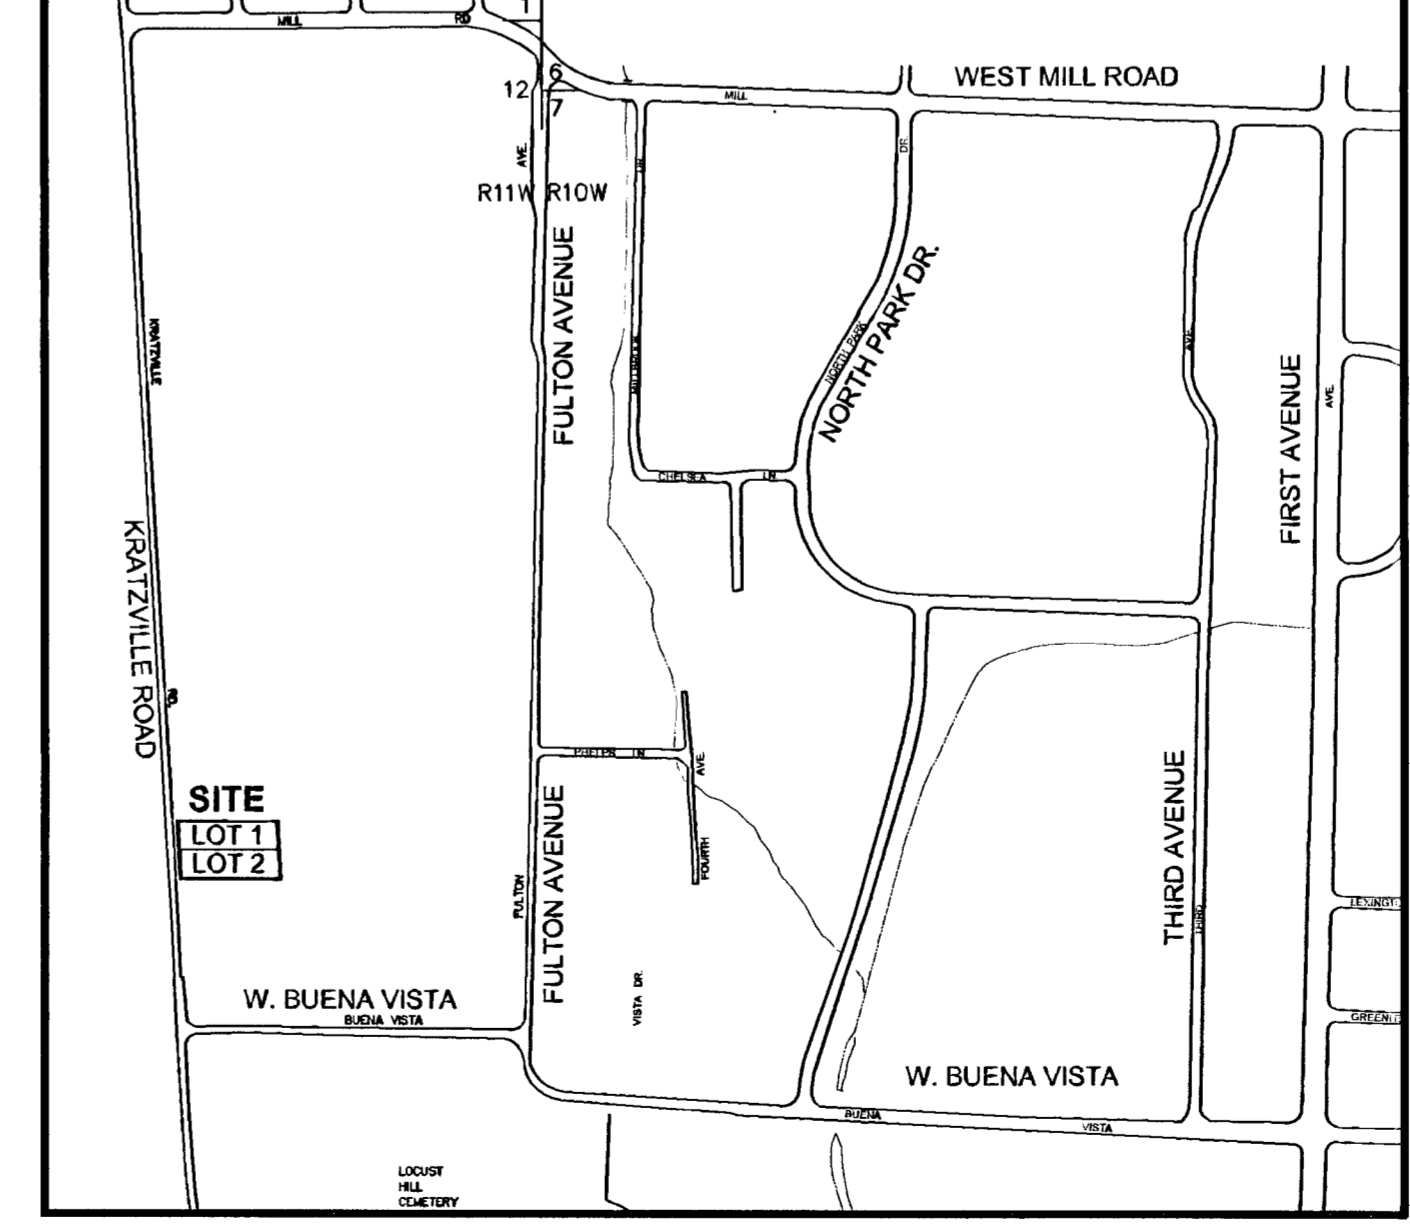 1
MILL
RD
6
12
7
WEST MILL ROAD
MILL
AVE.
DR.
DR.
R11W R10W
FULTON AVENUE
NORTH PARK DR.
NORTH PARK
KRATZVILLE
MILLBROOK
AVE.
FIRST AVENUE
AVE.
CHELSEA LN.
KRATZVILLE ROAD
PHELPS LN.
AVE.
FOURTH
SITE
LOT 1
LOT 2
FULTON
FULTON AVENUE
THIRD AVENUE
THIRD
VISTA DR.
W. BUENA VISTA
BUENA VISTA
W. BUENA VISTA
BUENA VISTA
LOCUST
HILL
CEMETERY